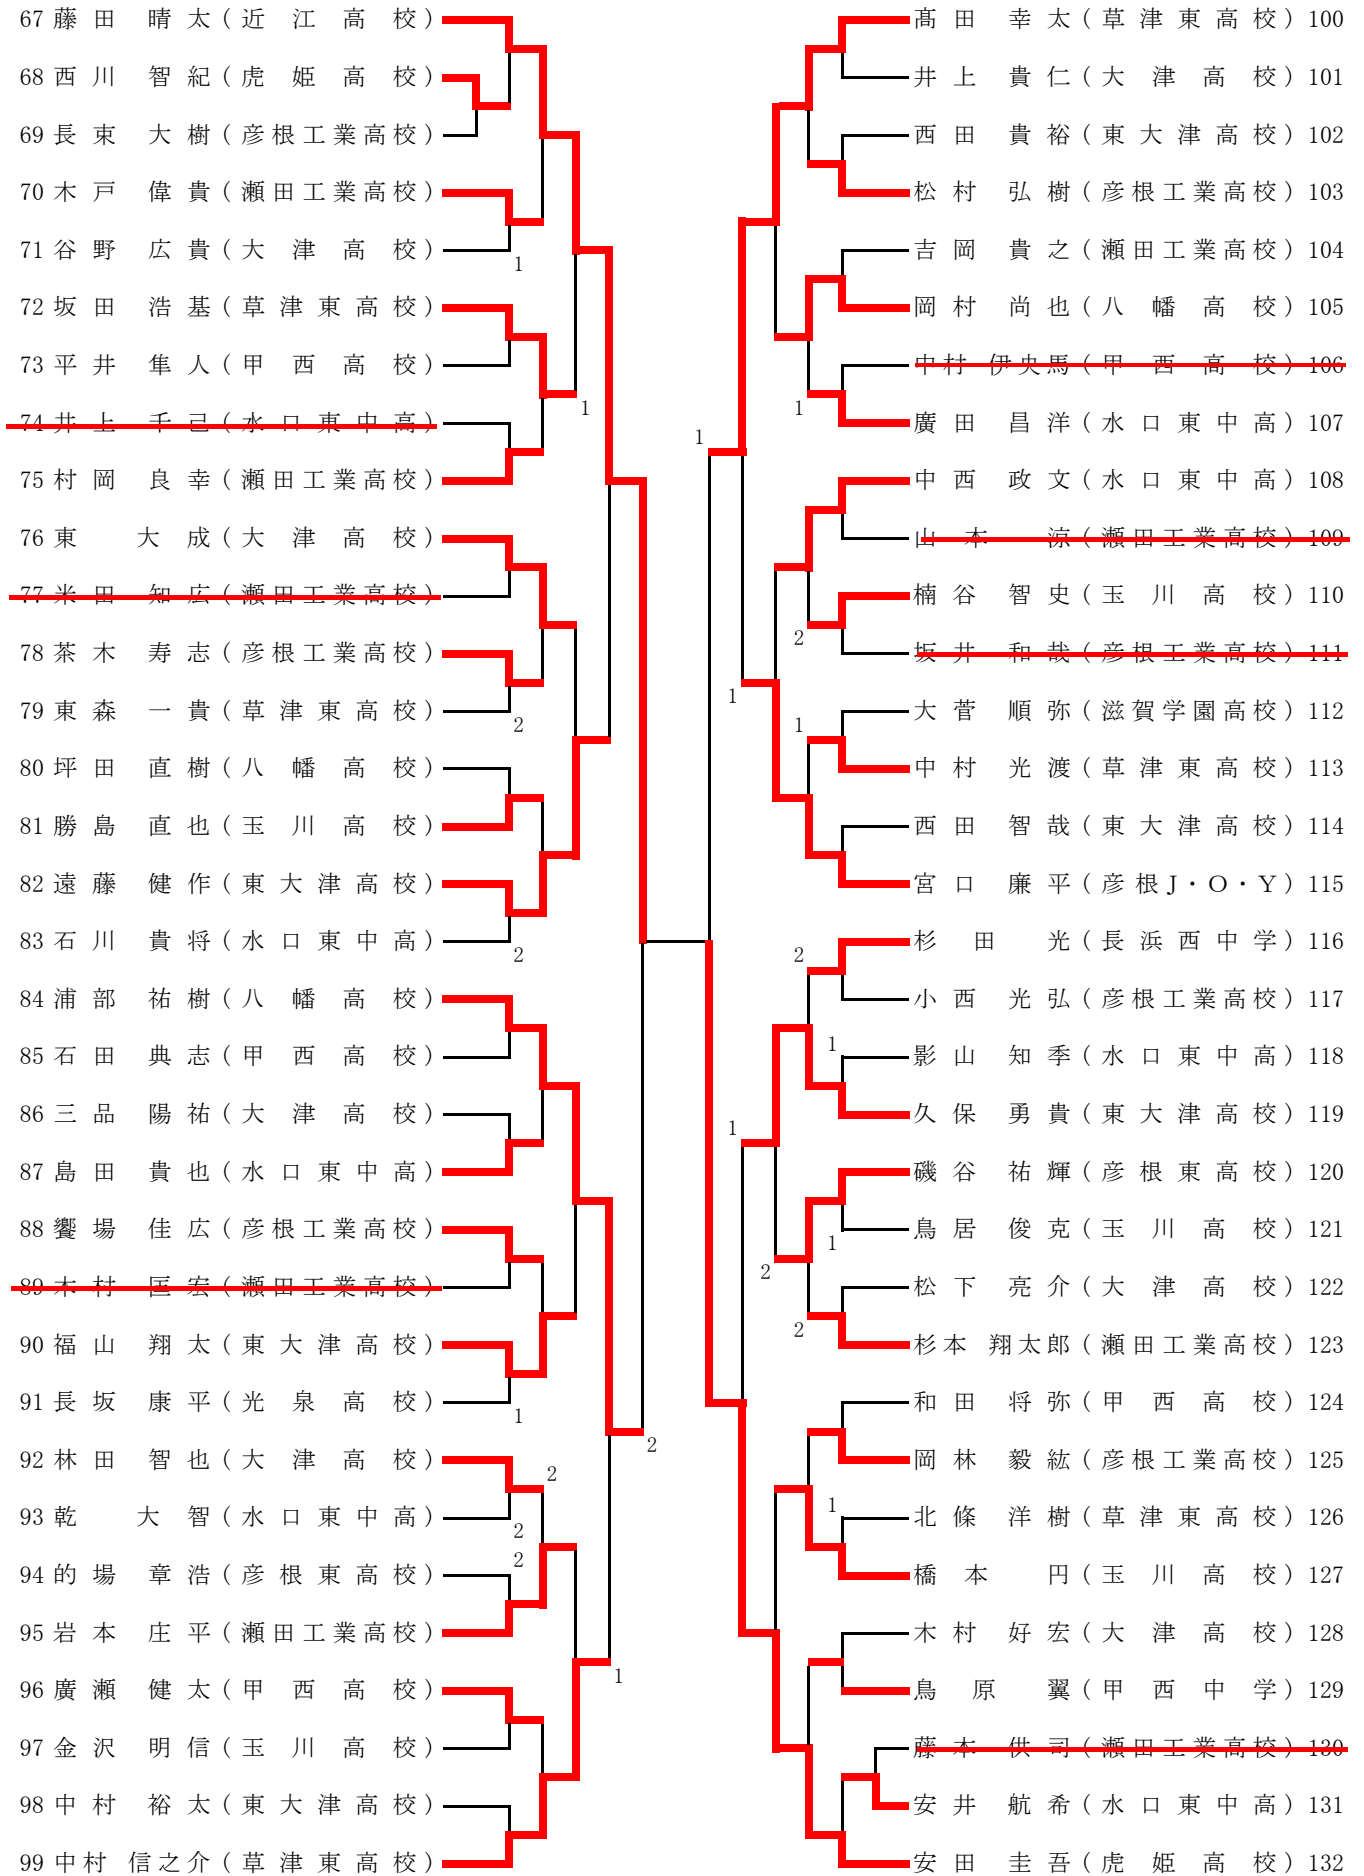 67 藤田 晴太 (近江高校)
68 西川 智紀 (虎姫高校)
69 長東 大樹 (彦根工業高校)
70 木戸 偉貴 (瀬田工業高校)
71 谷野 広貴 (大津高校)
1
72 坂田 浩基 (草津東高校)
73 平井 隼人 (甲西高校)
1
74 井上 千己 (水口東中高)
75 村岡 良幸 (瀬田工業高校)
76 東 大成 (大津高校)
77 米田 知広 (瀬田工業高校)
78 茶木 寿志 (彦根工業高校)
79 東森 一貴 (草津東高校)
2
80 坪田 直樹 (八幡高校)
81 勝島 直也 (玉川高校)
82 遠藤 健作 (東大津高校)
83 石川 貴将 (水口東中高)
2
84 浦部 祐樹 (八幡高校)
85 石田 典志 (甲西高校)
86 三品 陽祐 (大津高校)
87 島田 貴也 (水口東中高)
88 饗場 佳広 (彦根工業高校)
89 木村 匡宏 (瀬田工業高校)
90 福山 翔太 (東大津高校)
91 長坂 康平 (光泉高校)
1
2
92 林田 智也 (大津高校)
2
93 乾 大智 (水口東中高)
2
2
94 的場 章浩 (彦根東高校)
95 岩本 庄平 (瀬田工業高校)
1
96 廣瀬 健太 (甲西高校)
97 金沢 明信 (玉川高校)
98 中村 裕太 (東大津高校)
99 中村 信之介 (草津東高校)
髙田 幸太 (草津東高校) 100
井上 貴仁 (大津高校) 101
西田 貴裕 (東大津高校) 102
松村 弘樹 (彦根工業高校) 103
吉岡 貴之 (瀬田工業高校) 104
岡村 尚也 (八幡高校) 105
中村 伊央馬 (甲西高校) 106
1
廣田 昌洋 (水口東中高) 107
1
中西 政文 (水口東中高) 108
山本 涼 (瀬田工業高校) 109
楠谷 智史 (玉川高校) 110
2
坂井 和哉 (彦根工業高校) 111
1
大菅 順弥 (滋賀学園高校) 112
1
中村 光渡 (草津東高校) 113
西田 智哉 (東大津高校) 114
宮口 廉平 (彦根J・O・Y) 115
杉田 光 (長浜西中学) 116
2
小西 光弘 (彦根工業高校) 117
1
影山 知季 (水口東中高) 118
久保 勇貴 (東大津高校) 119
1
磯谷 祐輝 (彦根東高校) 120
鳥居 俊克 (玉川高校) 121
1
2
松下 亮介 (大津高校) 122
2
杉本 翔太郎 (瀬田工業高校) 123
和田 将弥 (甲西高校) 124
岡林 毅紘 (彦根工業高校) 125
1
北條 洋樹 (草津東高校) 126
橋本 円 (玉川高校) 127
木村 好宏 (大津高校) 128
鳥原 翼 (甲西中学) 129
藤本 供司 (瀬田工業高校) 130
安井 航希 (水口東中高) 131
安田 圭吾 (虎姫高校) 132